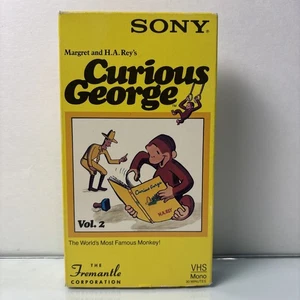 SONY
Margret and H.A. Rey's
Curious
George
Curious George
H.A. REY
Vol. 2
The World's Most Famous Monkey!
THE
Fremantle
CORPORATION
VHS
Mono